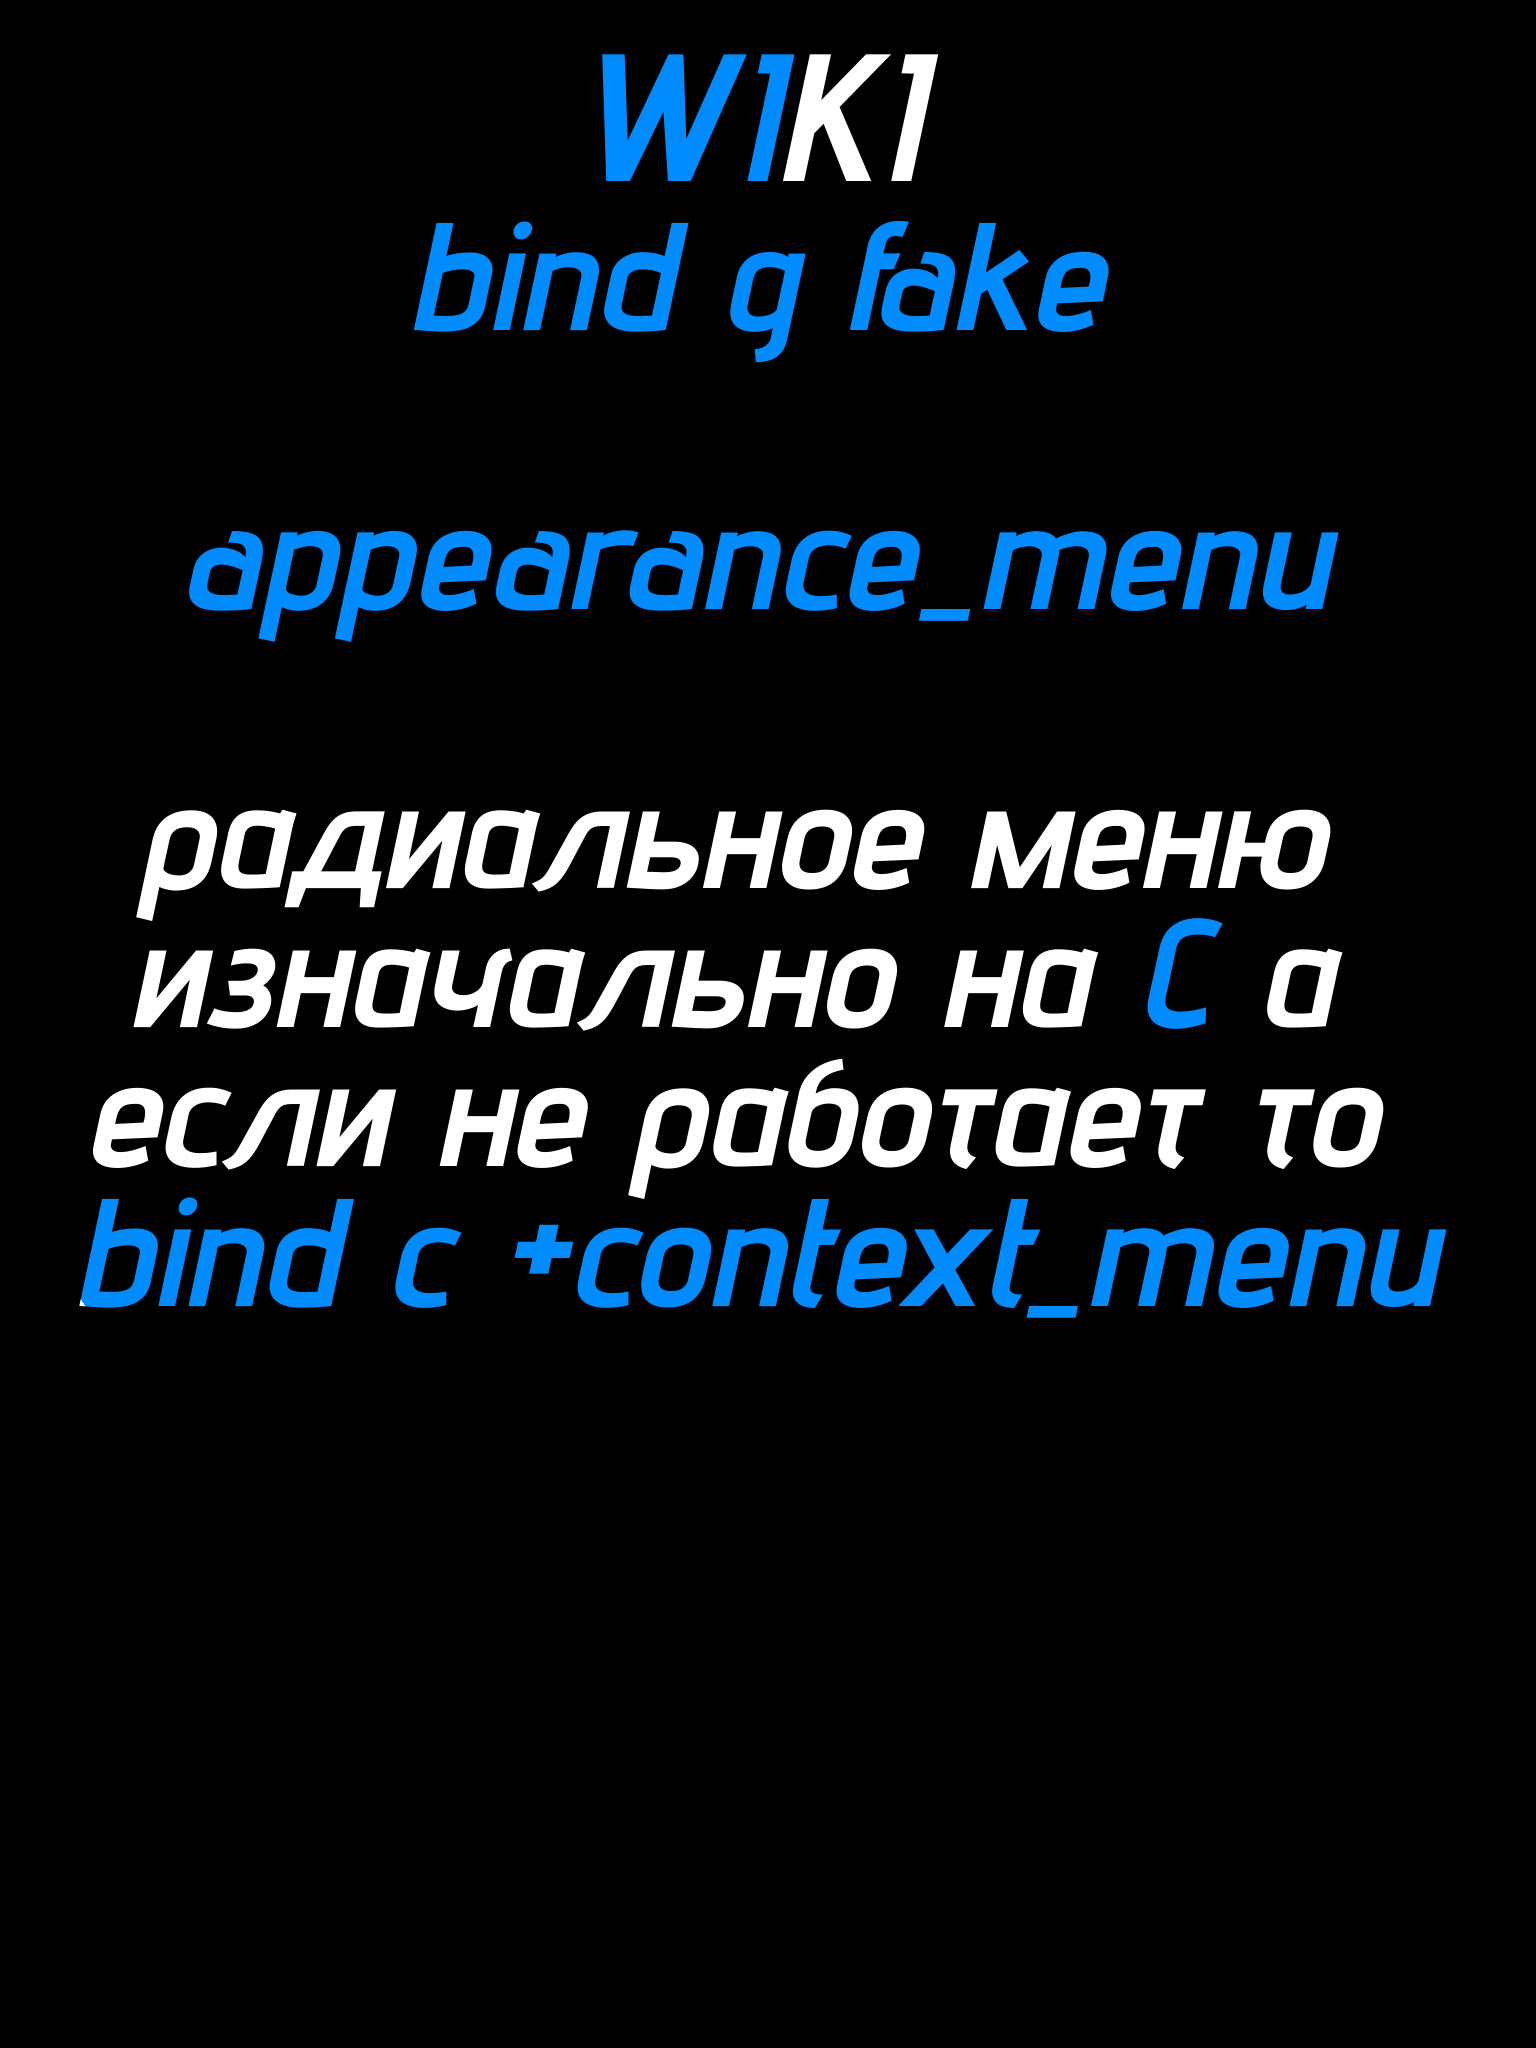 W1K1
bind g fake
appearance_menu
радиальное меню
изначально на C а
если не работает то
bind c +context_menu